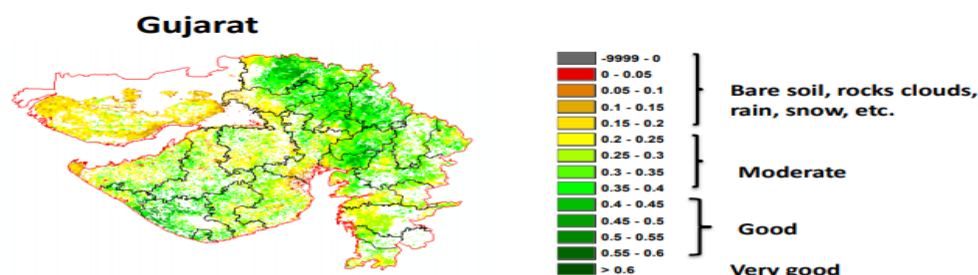 Gujarat
-9999 - 0
0 - 0.05
0.05 - 0.1
0.1 - 0.15
0.15 - 0.2
0.2 - 0.25
0.25 - 0.3
0.3 - 0.35
0.35 - 0.4
0.4 - 0.45
0.45 - 0.5
0.5 - 0.55
0.55 - 0.6
> 0.6
Bare soil, rocks clouds,
rain, snow, etc.
Moderate
Good
Very good